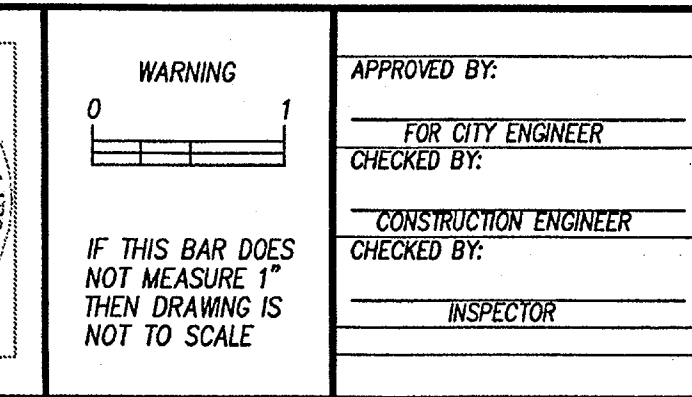 WARNING
0 1
IF THIS BAR DOES
NOT MEASURE 1"
THEN DRAWING IS
NOT TO SCALE
APPROVED BY:
FOR CITY ENGINEER
CHECKED BY:
CONSTRUCTION ENGINEER
CHECKED BY:
INSPECTOR